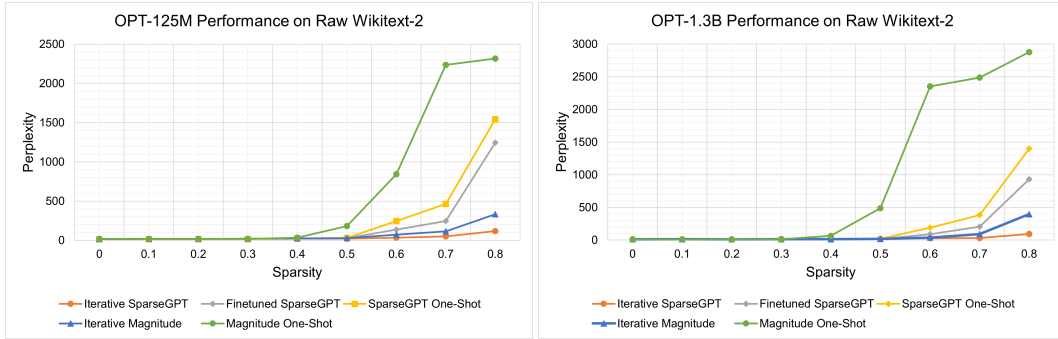 OPT-125M Performance on Raw Wikitext-2
2500
2000
1500
1000
500
0
Perplexity
0 0.1 0.2 0.3 0.4 0.5 0.6 0.7 0.8
Sparsity
Iterative SparseGPT Finetuned SparseGPT SparseGPT One-Shot
Iterative Magnitude Magnitude One-Shot
OPT-1.3B Performance on Raw Wikitext-2
3000
2500
2000
1500
1000
500
0
Perplexity
0 0.1 0.2 0.3 0.4 0.5 0.6 0.7 0.8
Sparsity
Iterative SparseGPT Finetuned SparseGPT SparseGPT One-Shot
Iterative Magnitude Magnitude One-Shot